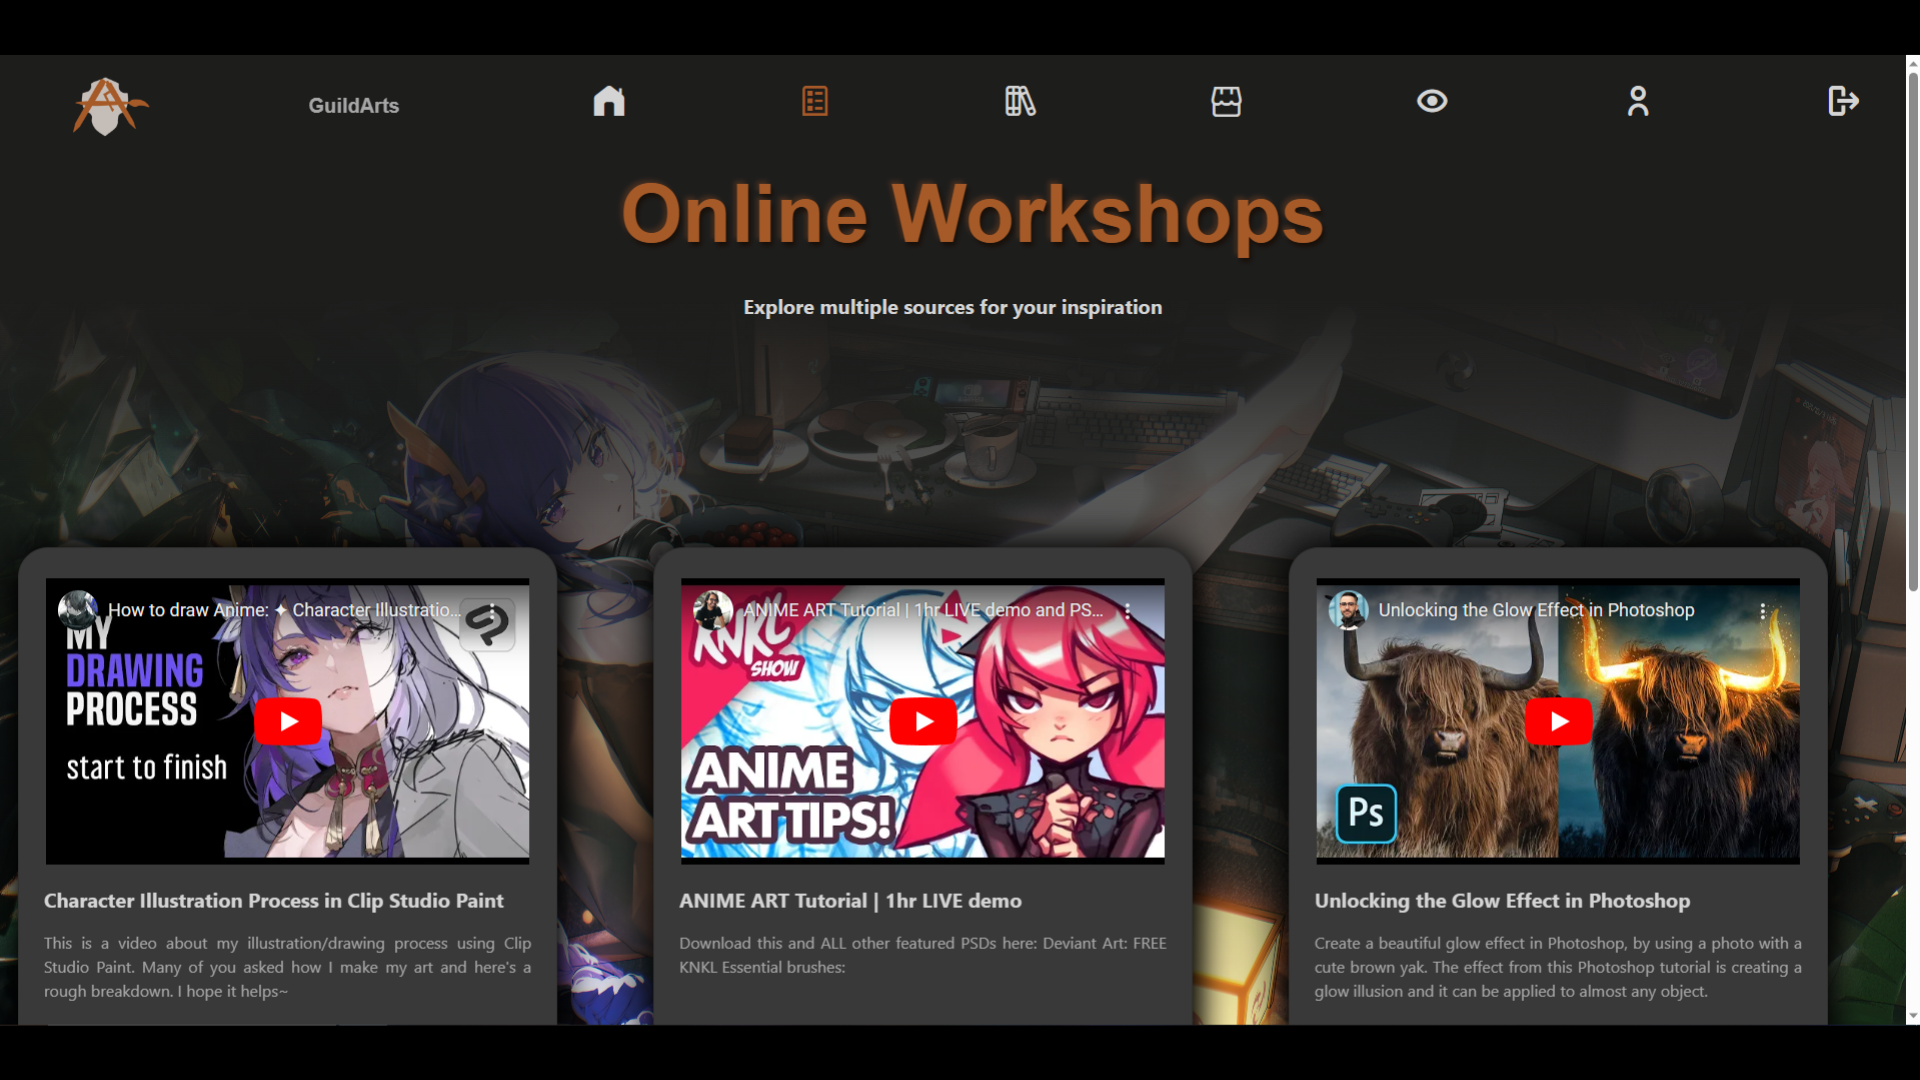 GuildArts
Online Workshops
Explore multiple sources for your inspiration
How to draw Anime: ✦ Character Illustratio...
MY
DRAWING
PROCESS
start to finish
Character Illustration Process in Clip Studio Paint
This is a video about my illustration/drawing process using Clip
Studio Paint. Many of you asked how I make my art and here's a
rough breakdown. I hope it helps~
ANIME ART Tutorial | 1hr LIVE demo and PS...
KNKL
SHOW
ANIME
ART TIPS!
ANIME ART Tutorial | 1hr LIVE demo
Download this and ALL other featured PSDs here: Deviant Art: FREE
KNKL Essential brushes:
Unlocking the Glow Effect in Photoshop
Ps
Unlocking the Glow Effect in Photoshop
Create a beautiful glow effect in Photoshop, by using a photo with a
cute brown yak. The effect from this Photoshop tutorial is creating a
glow illusion and it can be applied to almost any object.